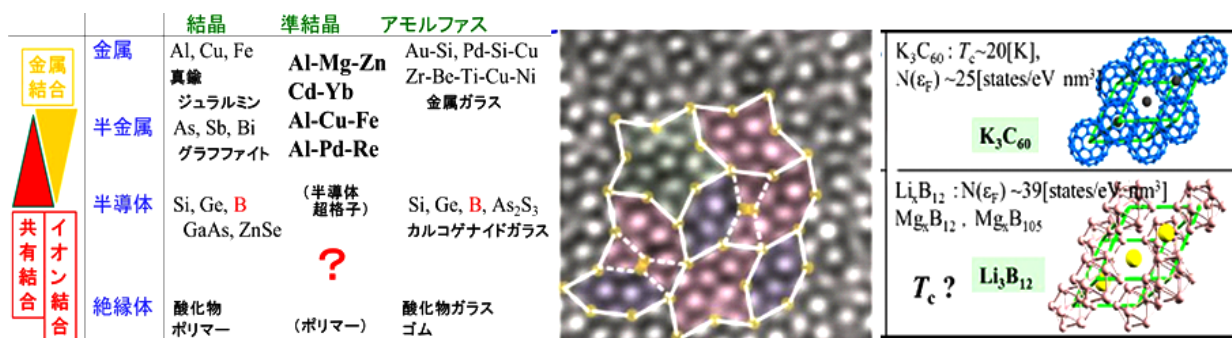 結晶 準結晶 アモルファス
金属結合
金属
Al, Cu, Fe
真鍮
ジュラルミン
Al-Mg-Zn
Cd-Yb
Au-Si, Pd-Si-Cu
Zr-Be-Ti-Cu-Ni
金属ガラス
半金属
As, Sb, Bi
グラフファイト
Al-Cu-Fe
Al-Pd-Re
半導体
Si, Ge, B
GaAs, ZnSe
(半導体
超格子)
?
Si, Ge, B, As₂S₃
カルコゲナイドガラス
共有結合
イオン結合
絶縁体
酸化物
ポリマー
(ポリマー)
酸化物ガラス
ゴム
K₃C₆₀ : Tc~20[K],
N(εF) ~25[states/eV nm³]
K₃C₆₀
LixB₁₂ : N(εF) ~39[states/eV nm³]
MgxB₁₂ , MgxB₁₀₅
Tc ?
Li₃B₁₂